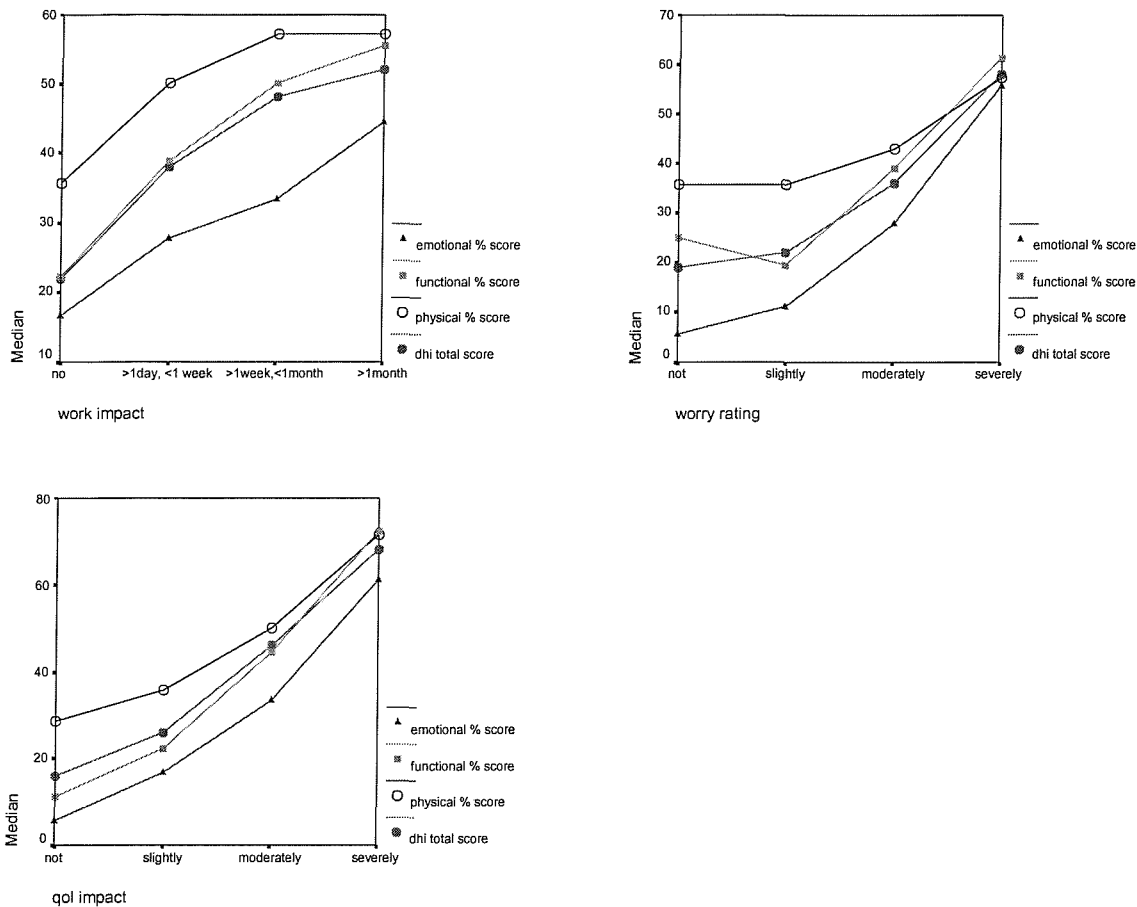 60
50
40
30
20
10
Median
no
>1day, <1 week
>1week,<1month
>1month
work impact
emotional % score
functional % score
physical % score
dhi total score
70
60
50
40
30
20
10
0
Median
not
slightly
moderately
severely
worry rating
emotional % score
functional % score
physical % score
dhi total score
80
60
40
20
0
Median
not
slightly
moderately
severely
qol impact
emotional % score
functional % score
physical % score
dhi total score